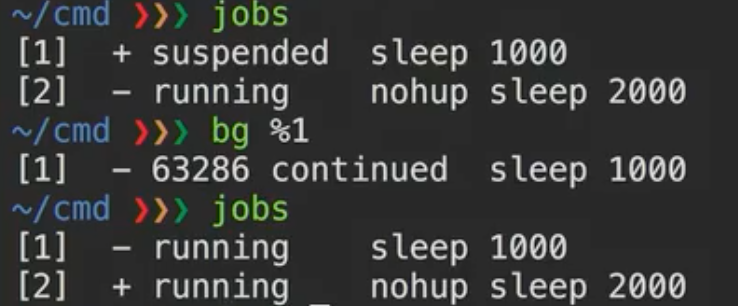 ~/cmd ❯❯❯ jobs
[1]  + suspended  sleep 1000
[2]  - running    nohup sleep 2000
~/cmd ❯❯❯ bg %1
[1]  - 63286 continued  sleep 1000
~/cmd ❯❯❯ jobs
[1]  - running    sleep 1000
[2]  + running    nohup sleep 2000